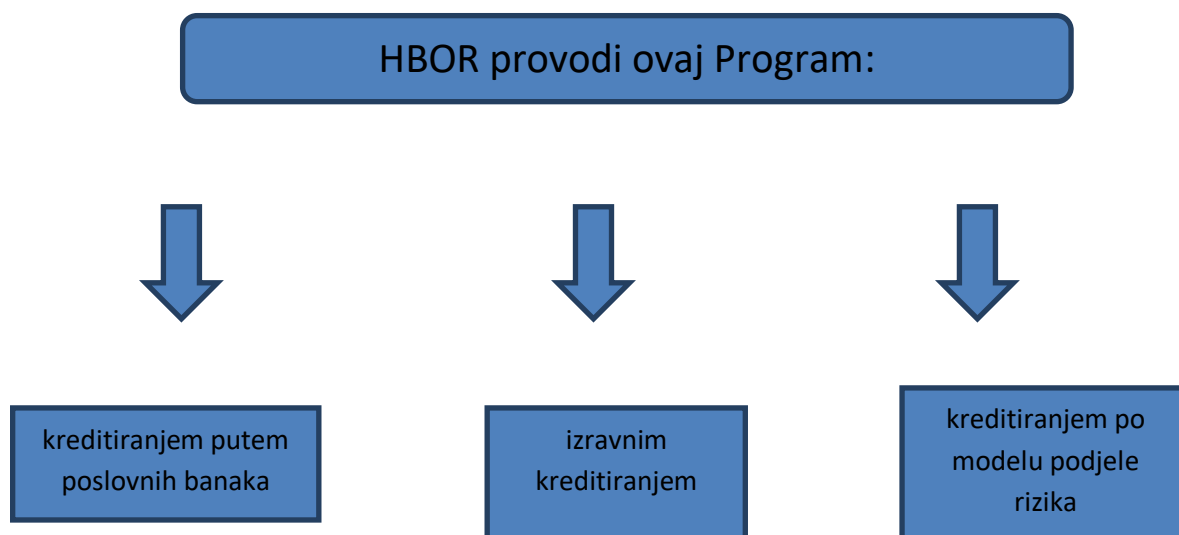 HBOR provodi ovaj Program:
kreditiranjem putem
poslovnih banaka
izravnim
kreditiranjem
kreditiranjem po
modelu podjele
rizika